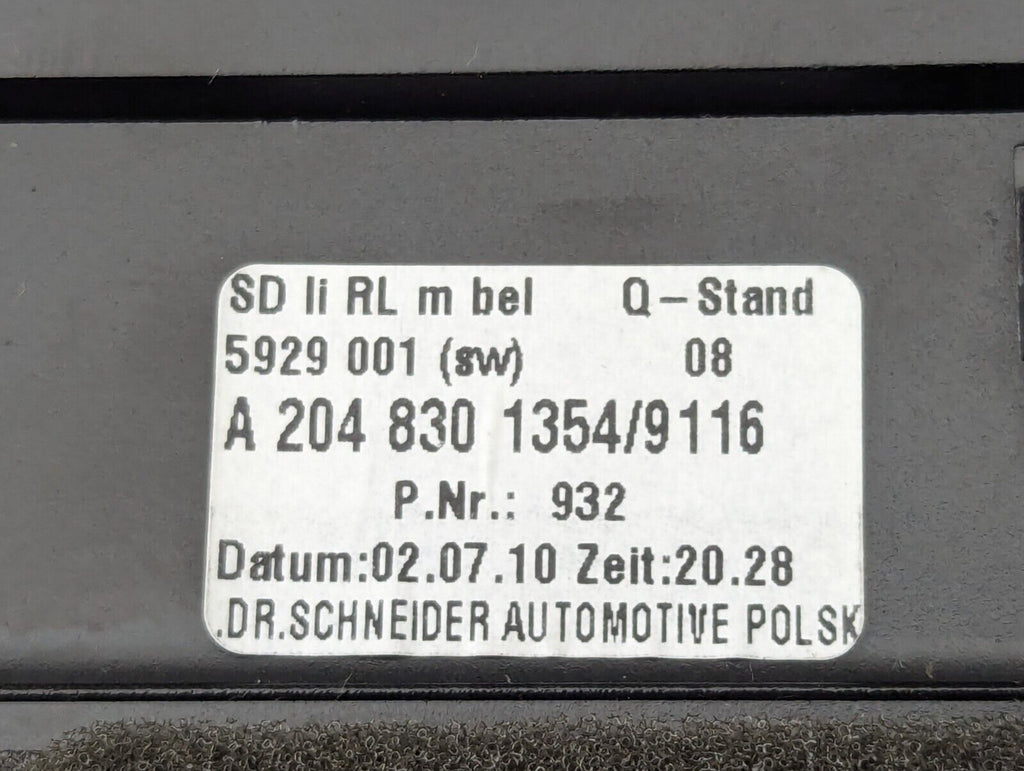 SD li RL m bel Q-Stand
5929 001 (sw) 08
A 204 830 1354/9116
P.Nr.: 932
Datum:02.07.10 Zeit:20.28
.DR.SCHNEIDER AUTOMOTIVE POLSK